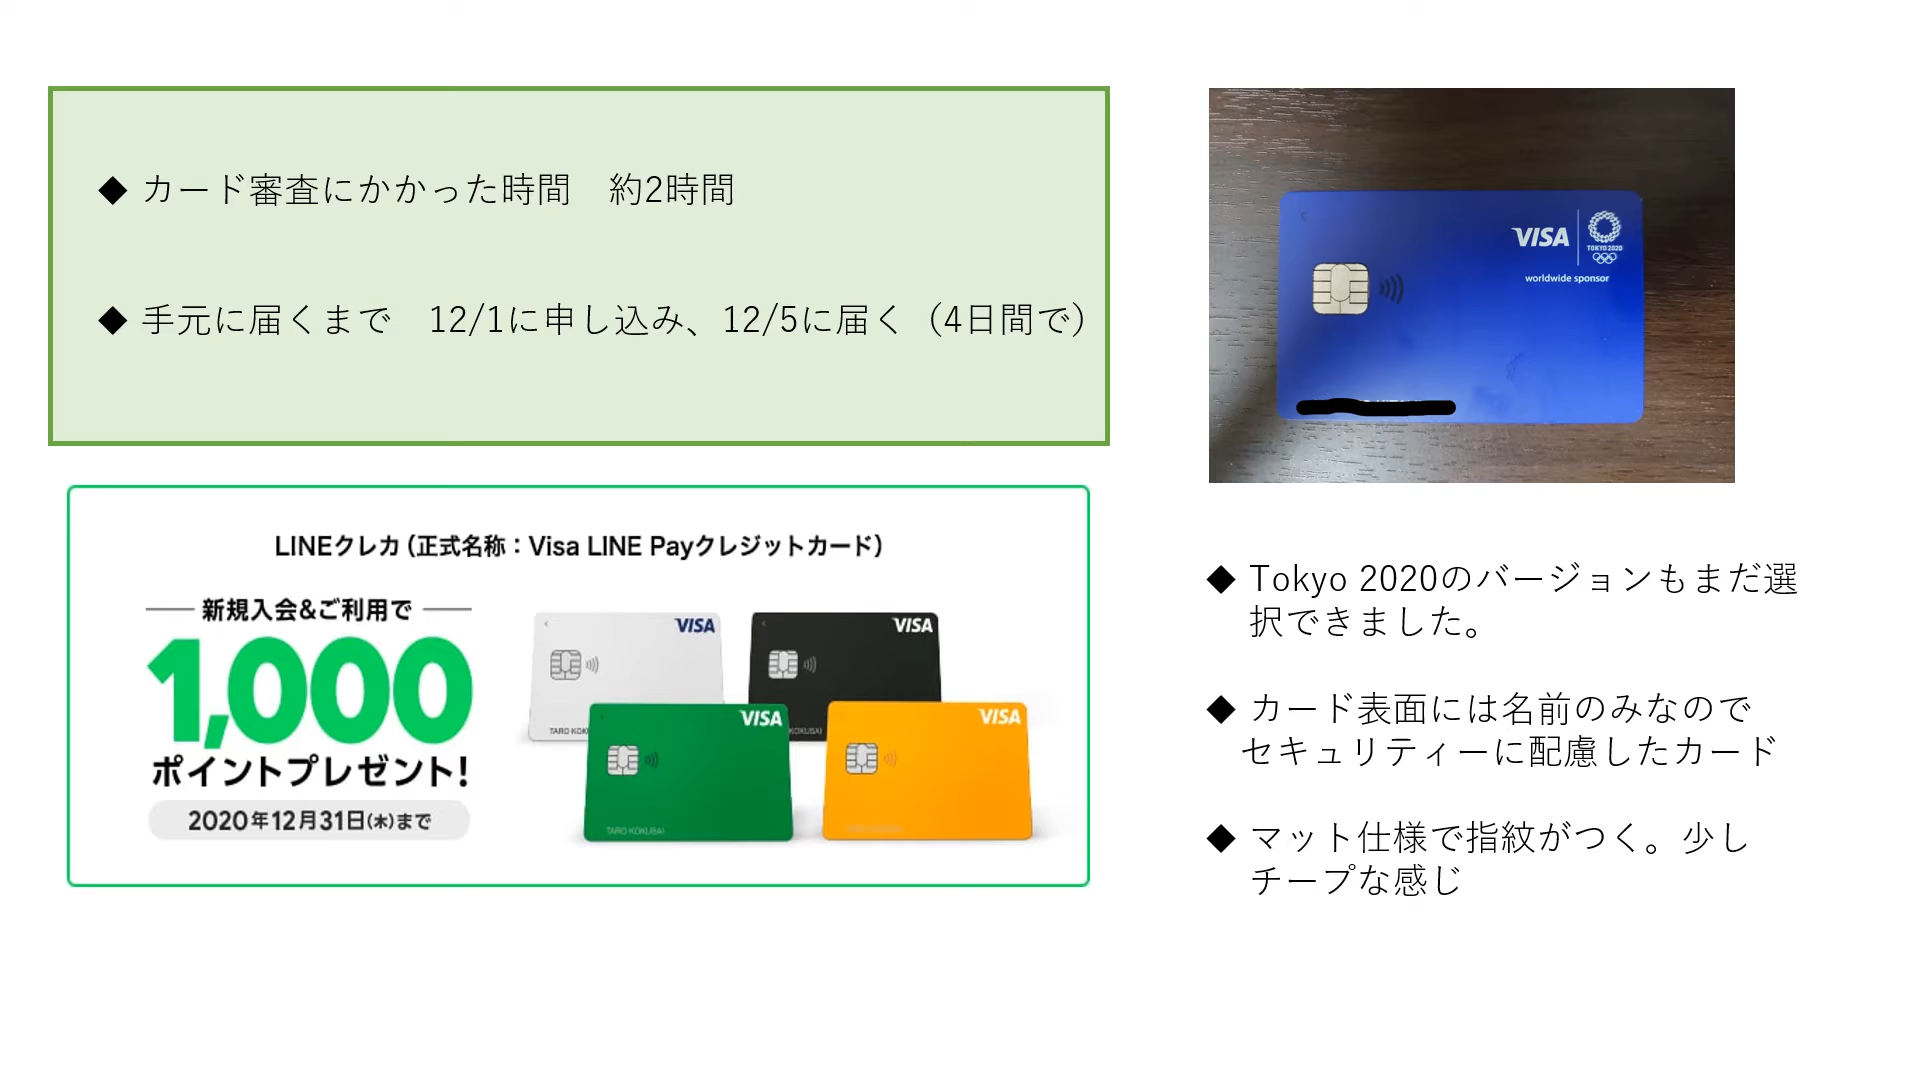 ◆ カード審査にかかった時間　約2時間
◆ 手元に届くまで　12/1に申し込み、12/5に届く（4日間で）
LINEクレカ（正式名称：Visa LINE Payクレジットカード）
新規入会&ご利用で
1,000
ポイントプレゼント!
2020年12月31日(木)まで
VISA
VISA
TARO
KOKUSAI
VISA
TARO KOKUSAI
VISA
VISA
TOKYO 2020
worldwide sponsor
◆ Tokyo 2020のバージョンもまだ選
択できました。
◆ カード表面には名前のみなので
セキュリティーに配慮したカード
◆ マット仕様で指紋がつく。少し
チープな感じ